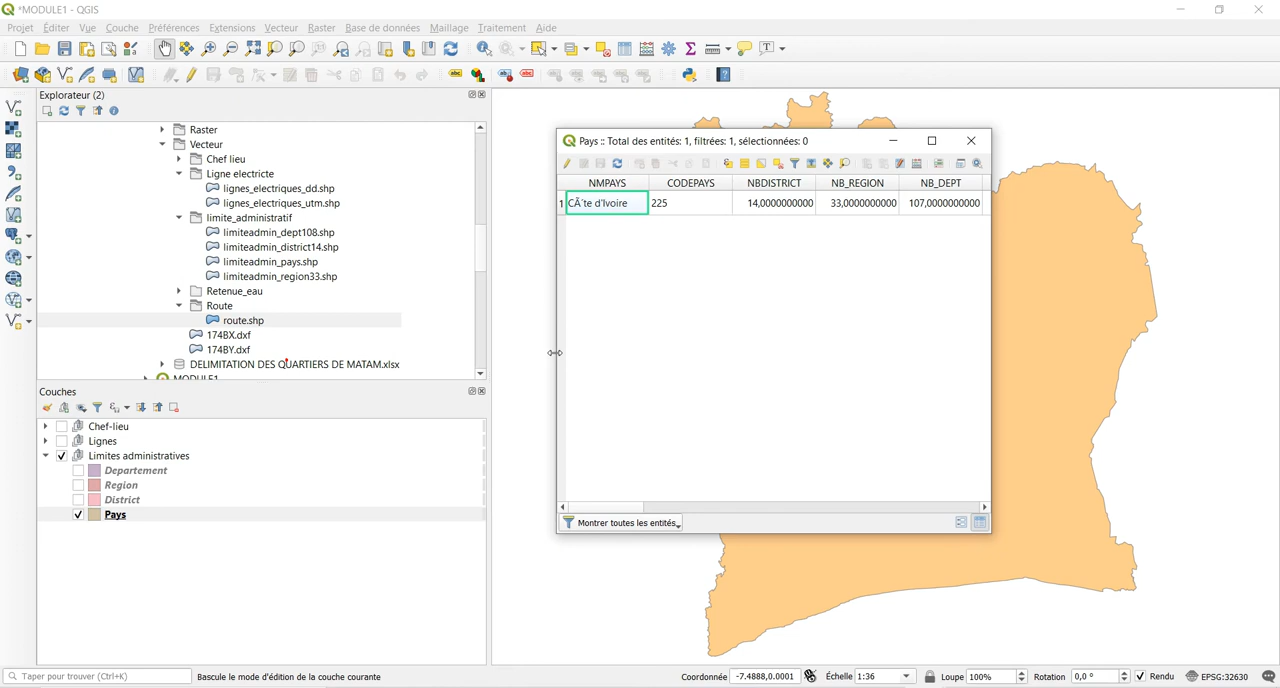 *MODULE1 - QGIS
Projet Éditer Vue Couche Préférences Extensions Vecteur Raster Base de données Maillage Traitement Aide
Explorateur (2)
Raster
Vecteur
Chef lieu
Ligne electricte
lignes_electriques_dd.shp
lignes_electriques_utm.shp
limite_administratif
limiteadmin_dept108.shp
limiteadmin_district14.shp
limiteadmin_pays.shp
limiteadmin_region33.shp
Retenue_eau
Route
route.shp
174BX.dxf
174BY.dxf
DELIMITATION DES QUARTIERS DE MATAM.xlsx
MODULE1
Couches
Chef-lieu
Lignes
Limites administratives
Departement
Region
District
Pays
Pays :: Total des entités: 1, filtrées: 1, sélectionnées: 0
NMPAYS CODEPAYS NBDISTRICT NB_REGION NB_DEPT
1 CÃ´te d'Ivoire 225 14,0000000000 33,0000000000 107,0000000000
Montrer toutes les entités
Taper pour trouver (Ctrl+K) Bascule le mode d'édition de la couche courante Coordonnée -7.4888,0.0001 Échelle 1:36 Loupe 100% Rotation 0,0 ° Rendu EPSG:32630